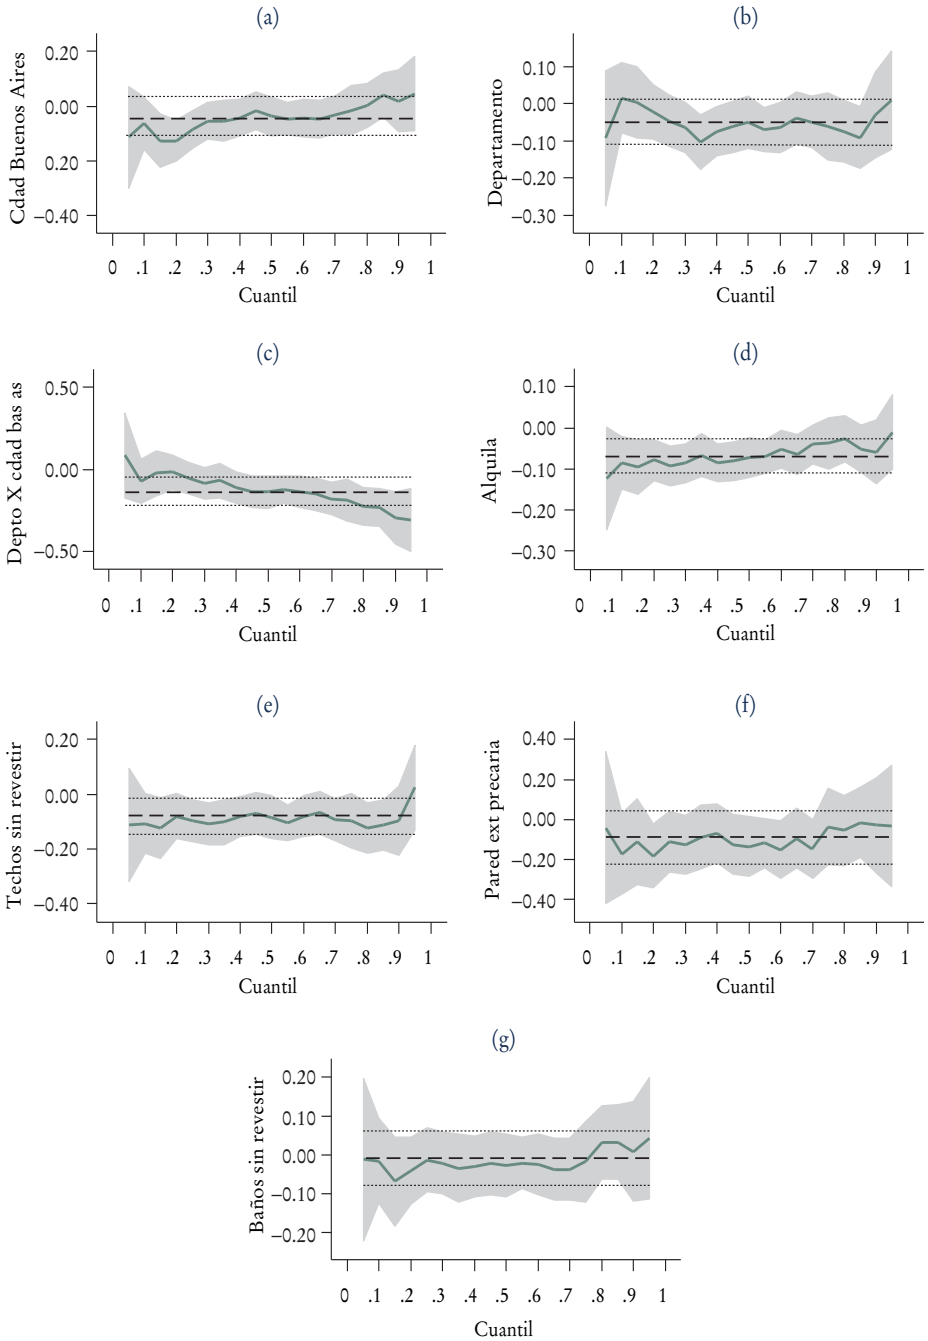 (a)
Cdad Buenos Aires
0.20
0.00
0.20
−0.40
0 .1 .2 .3 .4 .5 .6 .7 .8 .9 1
Cuantil
(b)
Departamento
0.10
0.00
−0.10
−0.20
−0.30
0 .1 .2 .3 .4 .5 .6 .7 .8 .9 1
Cuantil
(c)
Depto X cdad bas as
0.50
0.00
−0.50
0 .1 .2 .3 .4 .5 .6 .7 .8 .9 1
Cuantil
(d)
Alquila
0.10
0.00
−0.10
−0.20
−0.30
0 .1 .2 .3 .4 .5 .6 .7 .8 .9 1
Cuantil
(e)
Techos sin revestir
0.20
0.00
−0.20
−0.40
0 .1 .2 .3 .4 .5 .6 .7 .8 .9 1
Cuantil
(f)
Pared ext precaria
0.40
0.20
0.00
−0.20
−0.40
0 .1 .2 .3 .4 .5 .6 .7 .8 .9 1
Cuantil
(g)
Baños sin revestir
0.20
0.10
0.00
−0.10
−0.20
0 .1 .2 .3 .4 .5 .6 .7 .8 .9 1
Cuantil